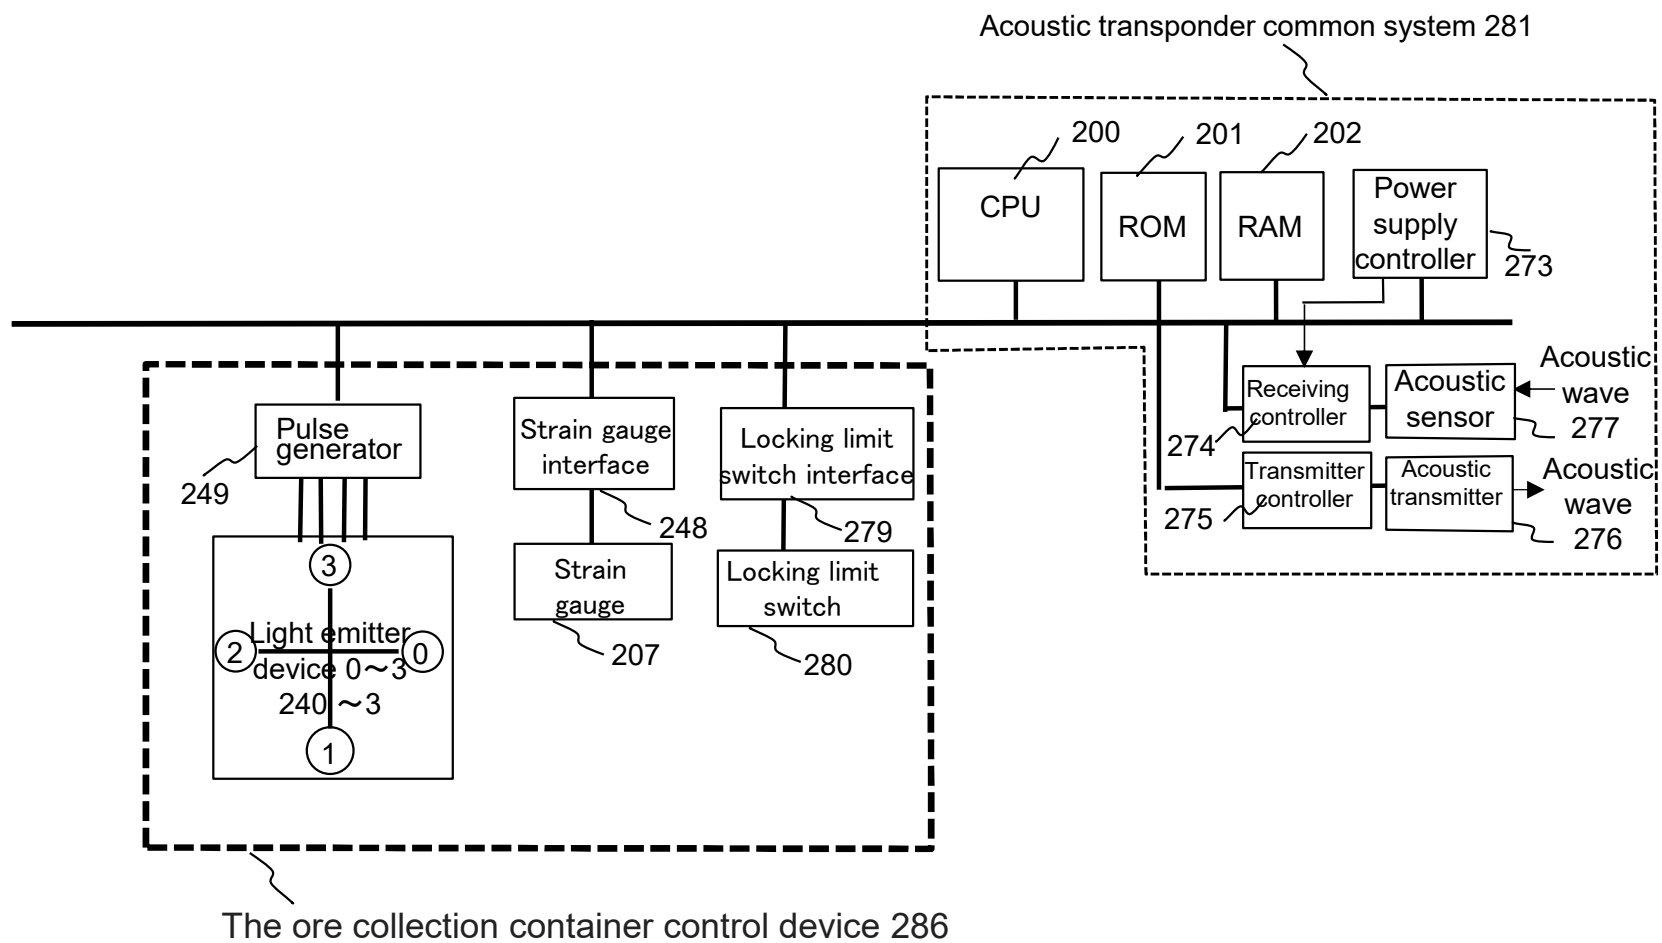 Acoustic transponder common system 281
200
201
202
CPU
ROM
RAM
Power
supply
controller
273
Acoustic
wave
277
Receiving
controller
274
Acoustic
sensor
Transmitter
controller
275
Acoustic
transmitter
Acoustic
wave
276
Pulse
generator
249
Strain gauge
interface
248
Locking limit
switch interface
279
Strain
gauge
207
Locking limit
switch
280
3
2
0
1
Light emitter
device 0～3
240 ～3
The ore collection container control device 286